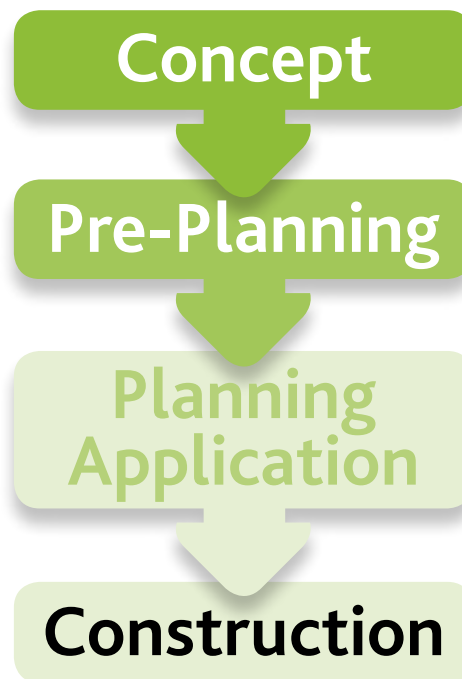 Concept
Pre-Planning
Planning
Application
Construction